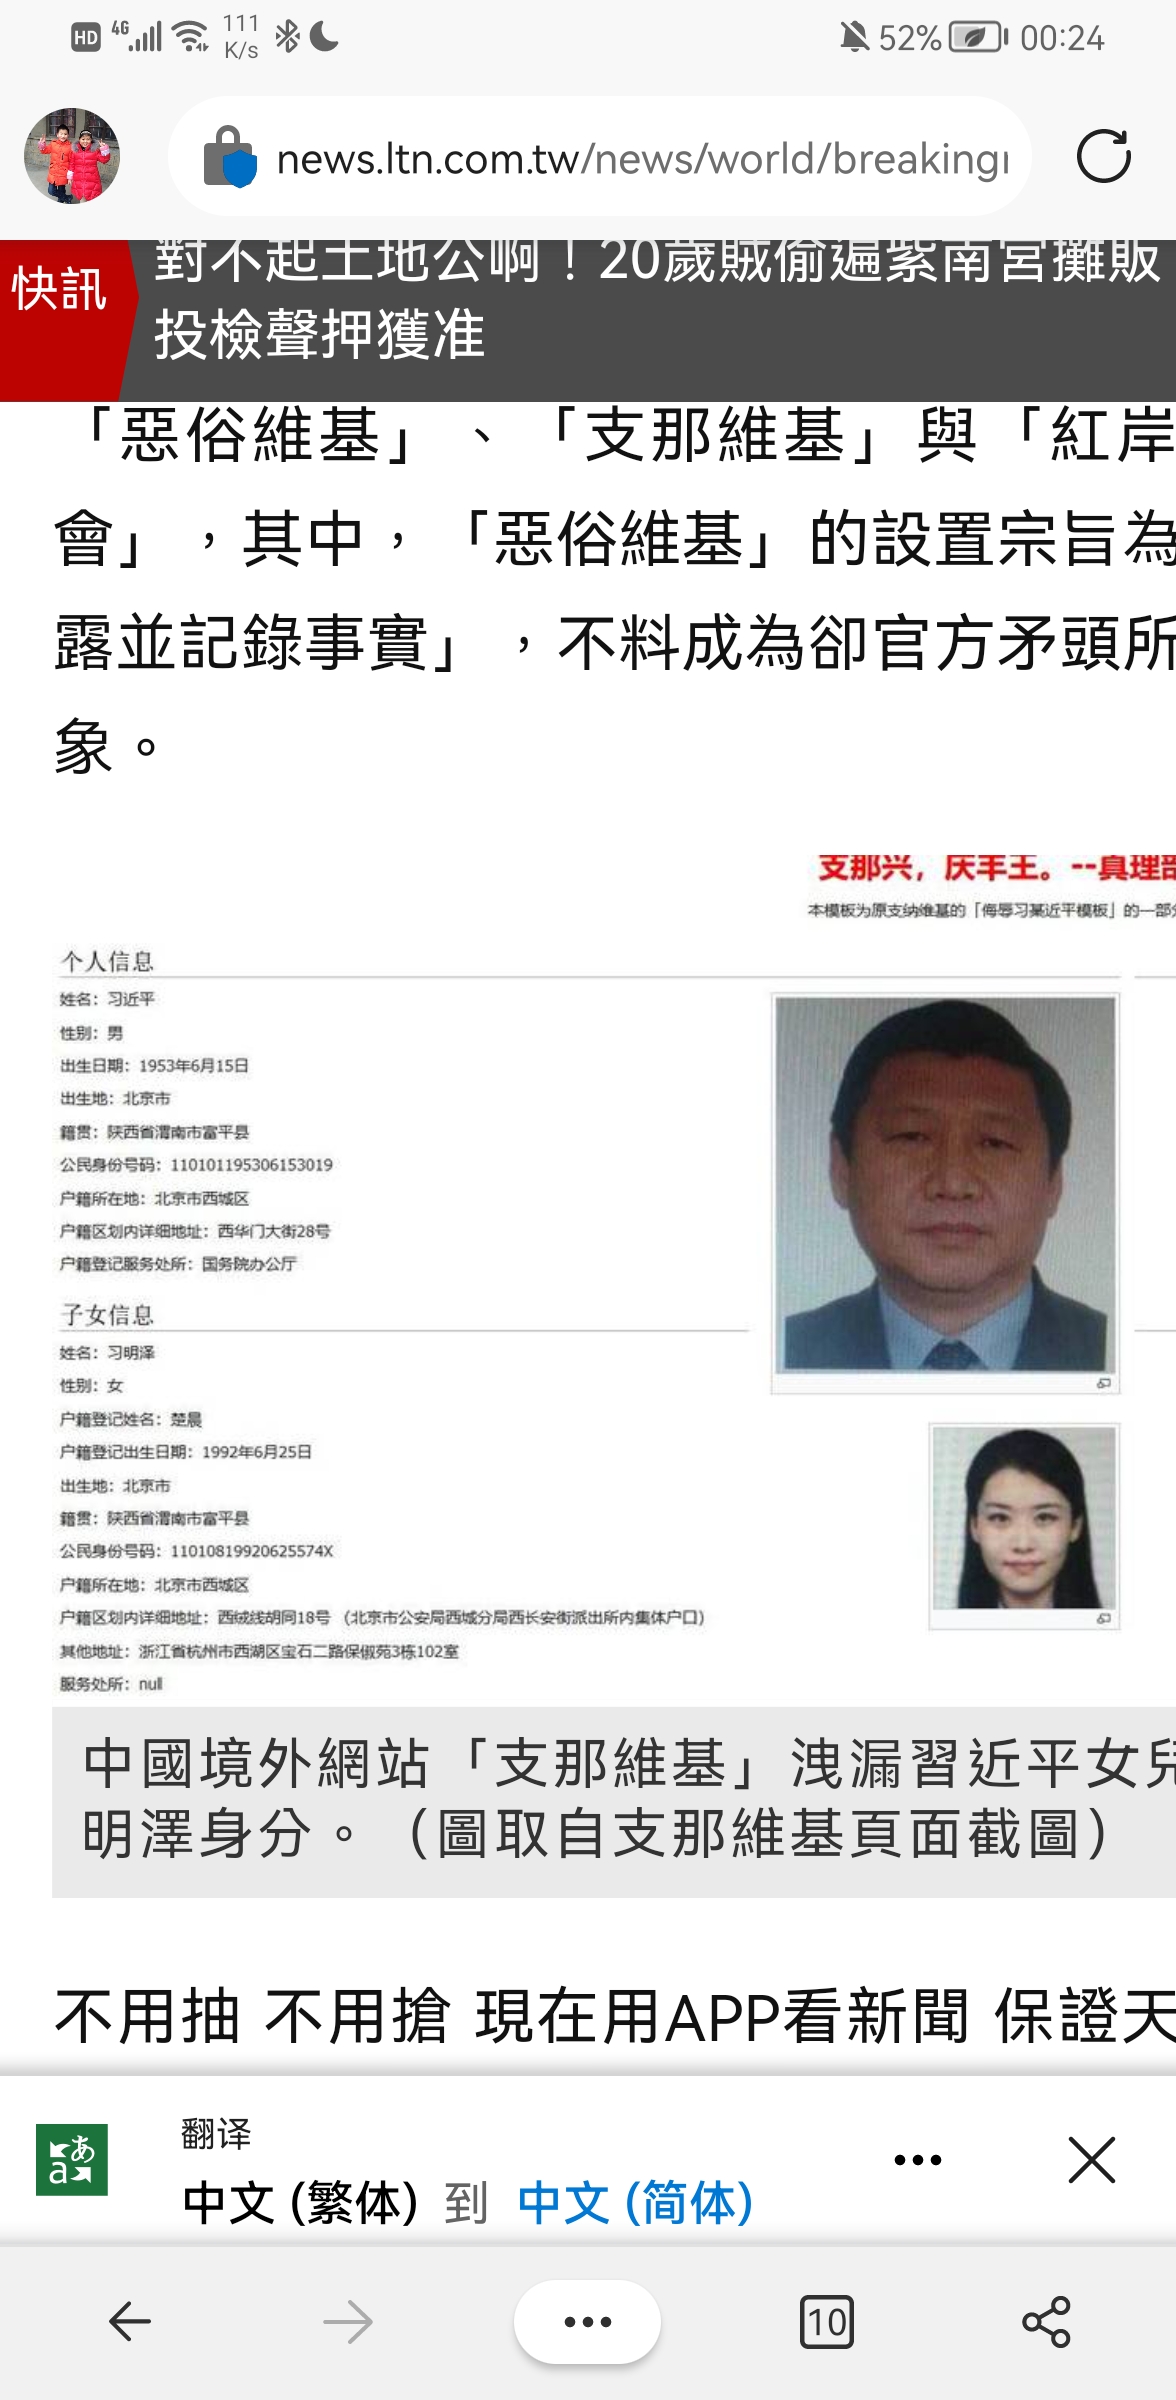 HD 4G 111 K/s 52% 00:24
news.ltn.com.tw/news/world/breakingn
快訊
對不起土地公啊！20歲賊偷遍紫南宮攤販
投檢聲押獲准
「惡俗維基」、「支那維基」與「紅岸
會」，其中，「惡俗維基」的設置宗旨為
露並記錄事實」，不料成為卻官方矛頭所
象。
支那兴，庆丰王。--真理部
本模板为原支纳维基的「侮辱习某近平模板」的一部分
个人信息
姓名：习近平
性别：男
出生日期：1953年6月15日
出生地：北京市
籍贯：陕西省渭南市富平县
公民身份号码：110101195306153019
户籍所在地：北京市西城区
户籍区划内详细地址：西华门大街28号
户籍登记服务处所：国务院办公厅
子女信息
姓名：习明泽
性别：女
户籍登记姓名：楚晨
户籍登记出生日期：1992年6月25日
出生地：北京市
籍贯：陕西省渭南市富平县
公民身份号码：11010819920625574X
户籍所在地：北京市西城区
户籍区划内详细地址：西绒线胡同18号 （北京市公安局西城分局西长安街派出所内集体户口）
其他地址：浙江省杭州市西湖区宝石二路保俶苑3栋102室
服务处所：null
中國境外網站「支那維基」洩漏習近平女兒
明澤身分。（圖取自支那維基頁面截圖）
不用抽 不用搶 現在用APP看新聞 保證天
翻译
中文 (繁体) 到 中文 (简体)
10